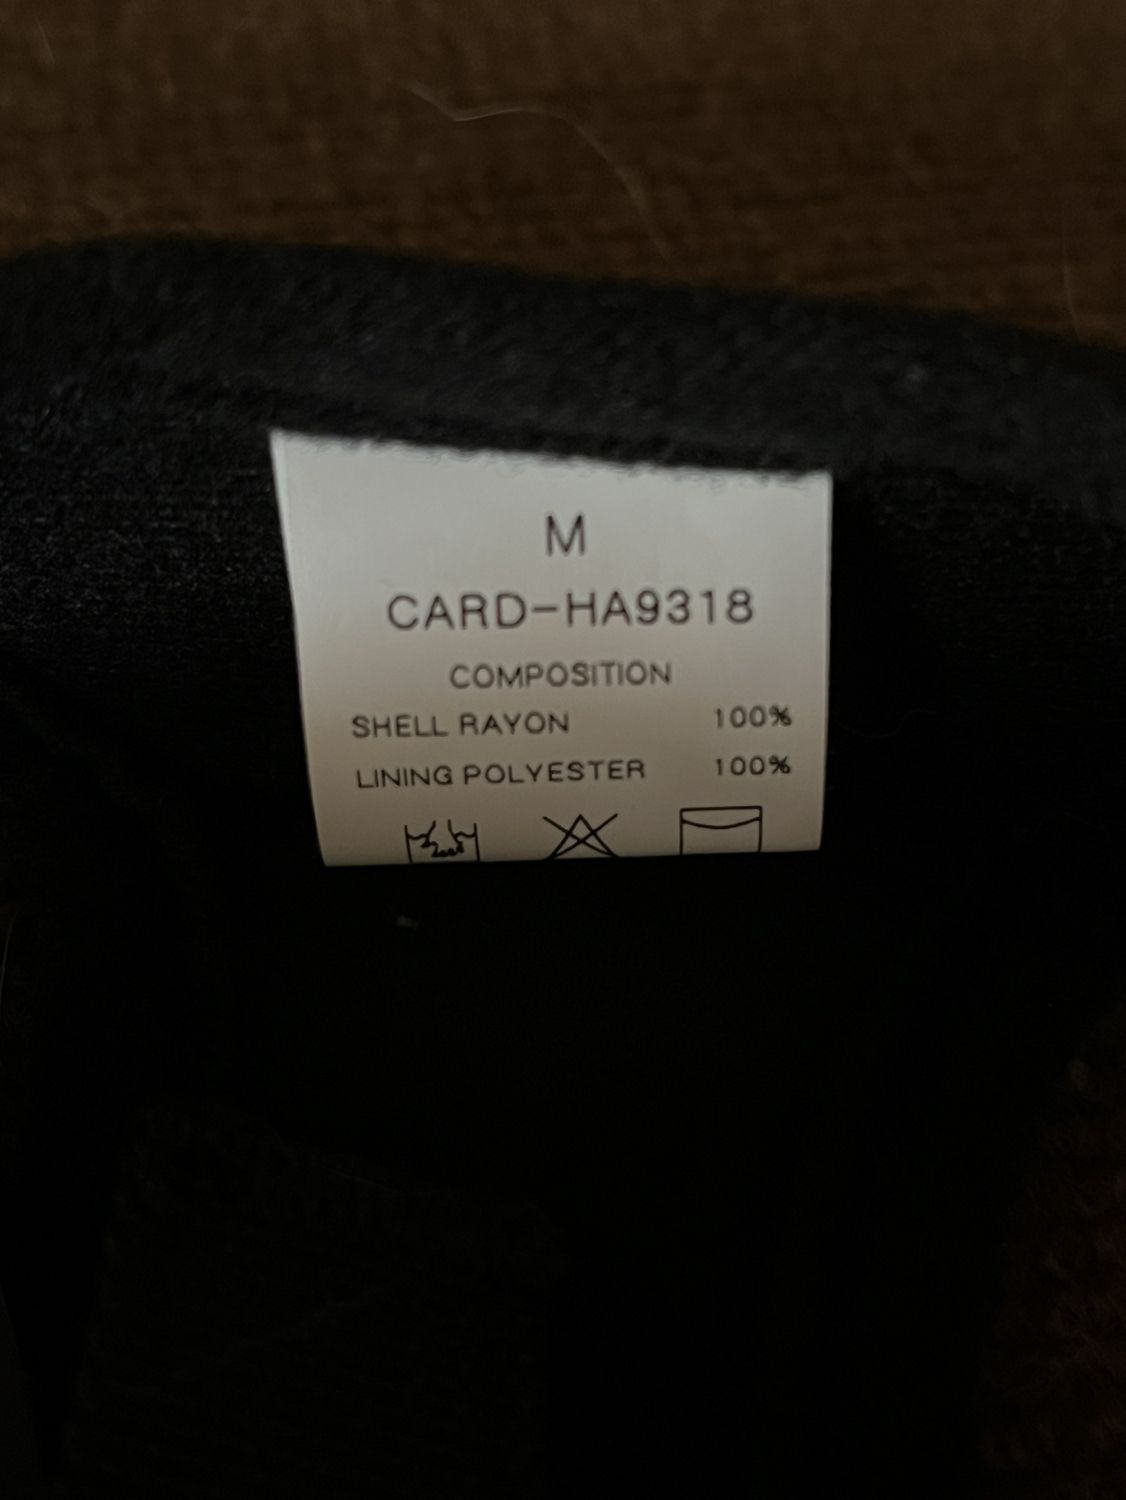 M
CARD-HA9318
COMPOSITION
SHELL RAYON 100%
LINING POLYESTER 100%